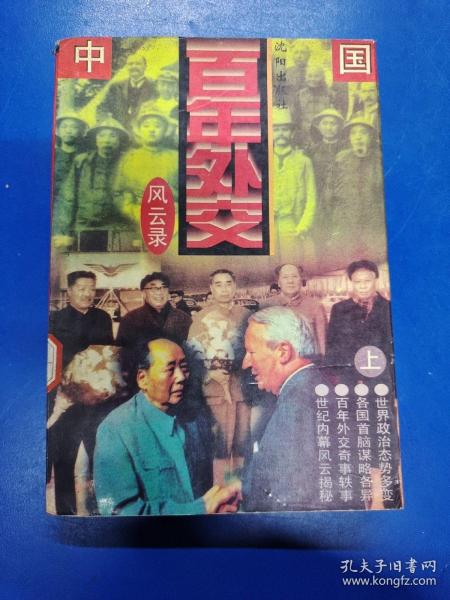 中国
百年外交
风云录
沈阳出版社
上
●世界政治态势多变
●各国首脑谋略各异
●百年外交奇事轶事
●世纪内幕风云揭秘
孔夫子旧书网
www.kongfz.com